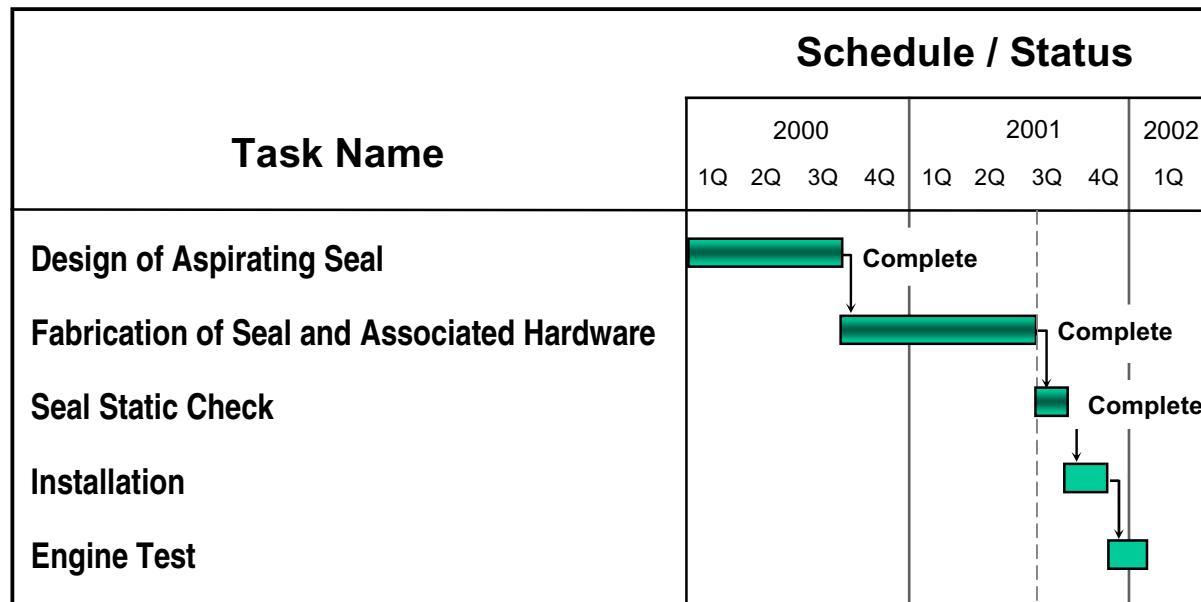 Schedule / Status
Task Name
2000 2001 2002
1Q 2Q 3Q 4Q 1Q 2Q 3Q 4Q 1Q
Design of Aspirating Seal Complete
Fabrication of Seal and Associated Hardware Complete
Seal Static Check Complete
Installation
Engine Test